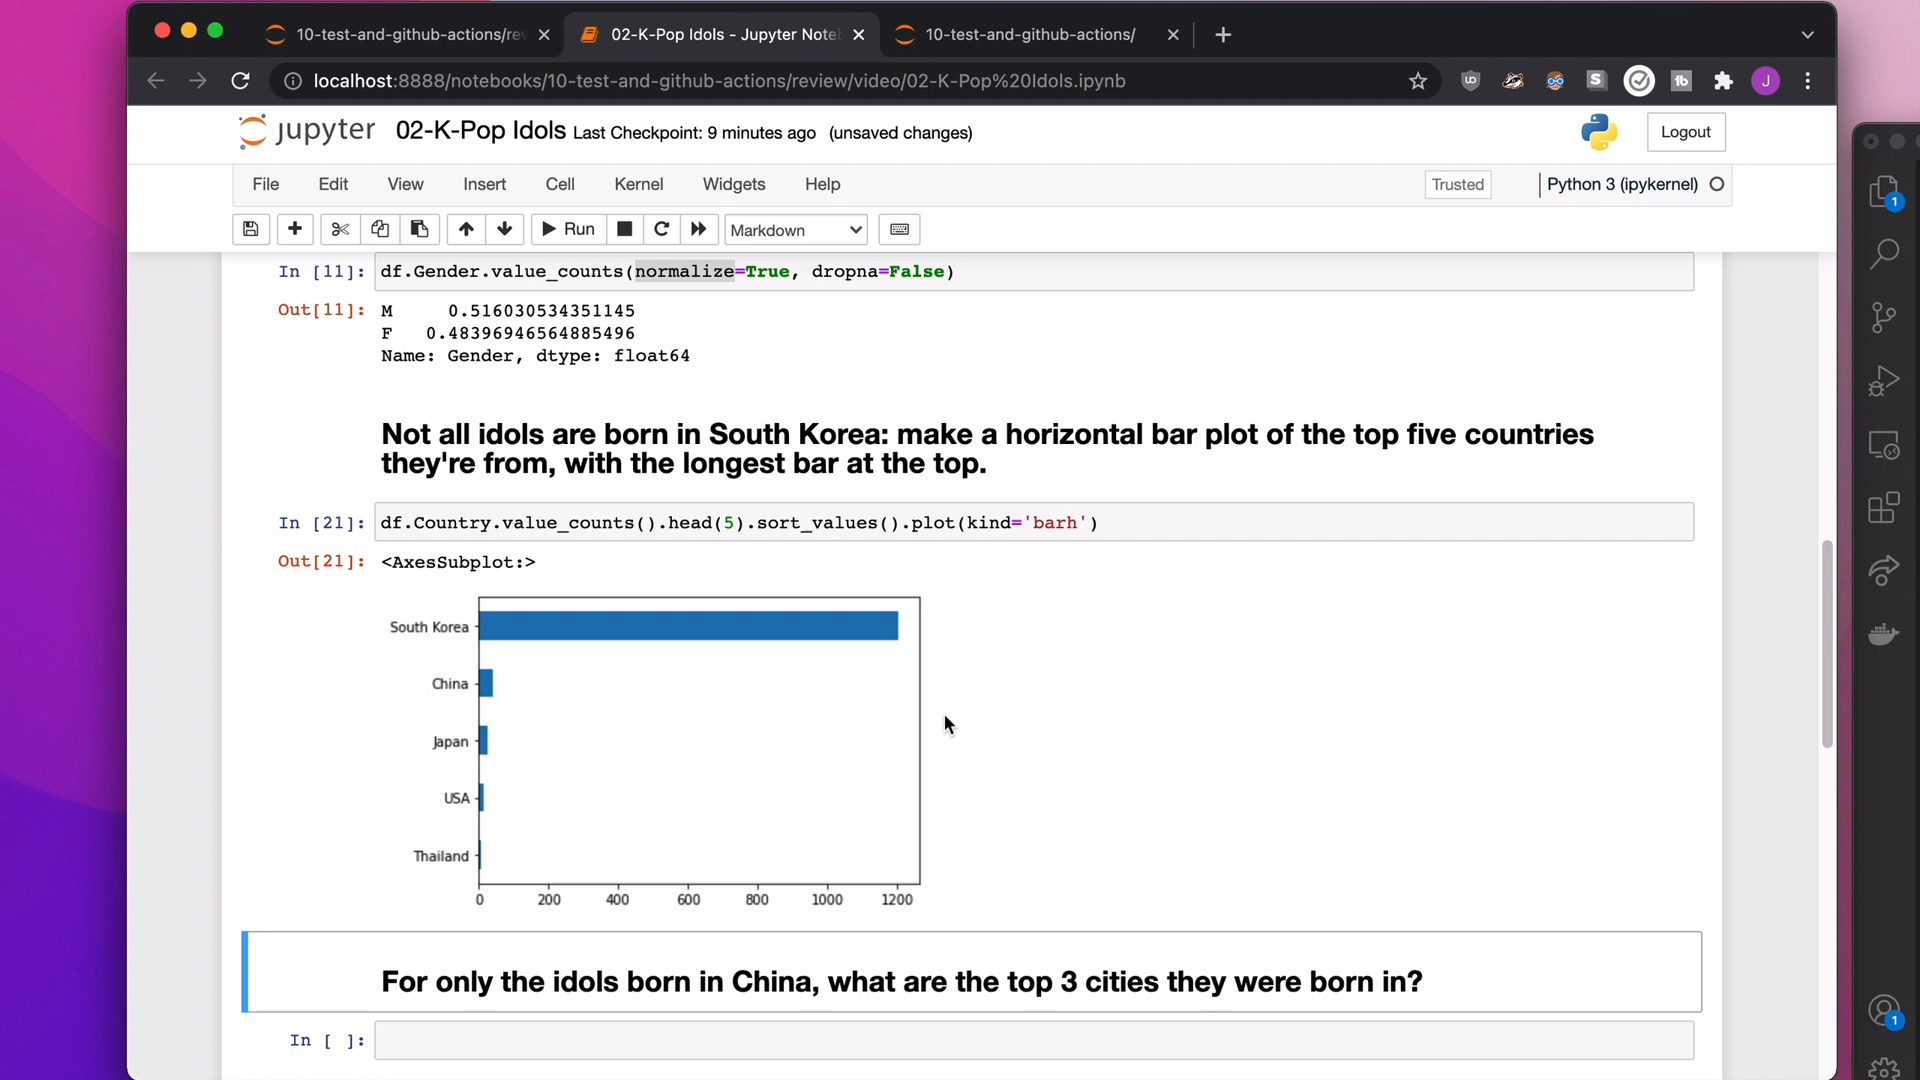 10-test-and-github-actions/rev
02-K-Pop Idols - Jupyter Note
10-test-and-github-actions/
localhost:8888/notebooks/10-test-and-github-actions/review/video/02-K-Pop%20Idols.ipynb
S
J
jupyter 02-K-Pop Idols Last Checkpoint: 9 minutes ago (unsaved changes)
Logout
File Edit View Insert Cell Kernel Widgets Help
Trusted
Python 3 (ipykernel)
Run
Markdown
In [11]: df.Gender.value_counts(normalize=True, dropna=False)
Out[11]: M 0.516030534351145
F 0.48396946564885496
Name: Gender, dtype: float64
Not all idols are born in South Korea: make a horizontal bar plot of the top five countries
they're from, with the longest bar at the top.
In [21]: df.Country.value_counts().head(5).sort_values().plot(kind='barh')
Out[21]: <AxesSubplot:>
South Korea
China
Japan
USA
Thailand
0 200 400 600 800 1000 1200
For only the idols born in China, what are the top 3 cities they were born in?
In [ ]:
1
1